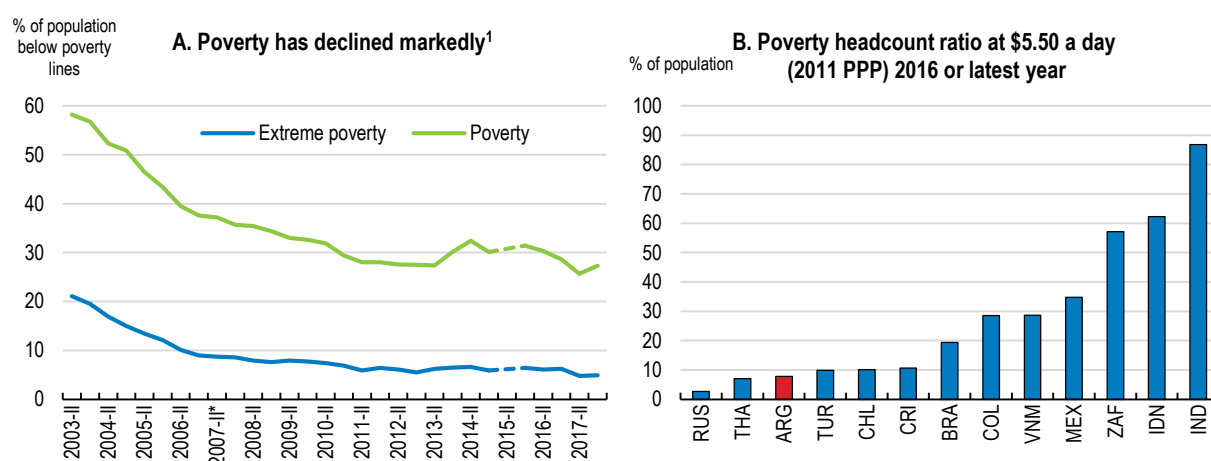 % of population
below poverty
lines
A. Poverty has declined markedly1
60
50
40
30
20
10
0
Extreme poverty
Poverty
2003-II
2004-II
2005-II
2006-II
2007-II*
2008-II
2009-II
2010-II
2011-II
2012-II
2013-II
2014-II
2015-II
2016-II
2017-II
B. Poverty headcount ratio at $5.50 a day
(2011 PPP) 2016 or latest year
% of population
100
90
80
70
60
50
40
30
20
10
0
RUS
THA
ARG
TUR
CHL
CRI
BRA
COL
VNM
MEX
ZAF
IDN
IND